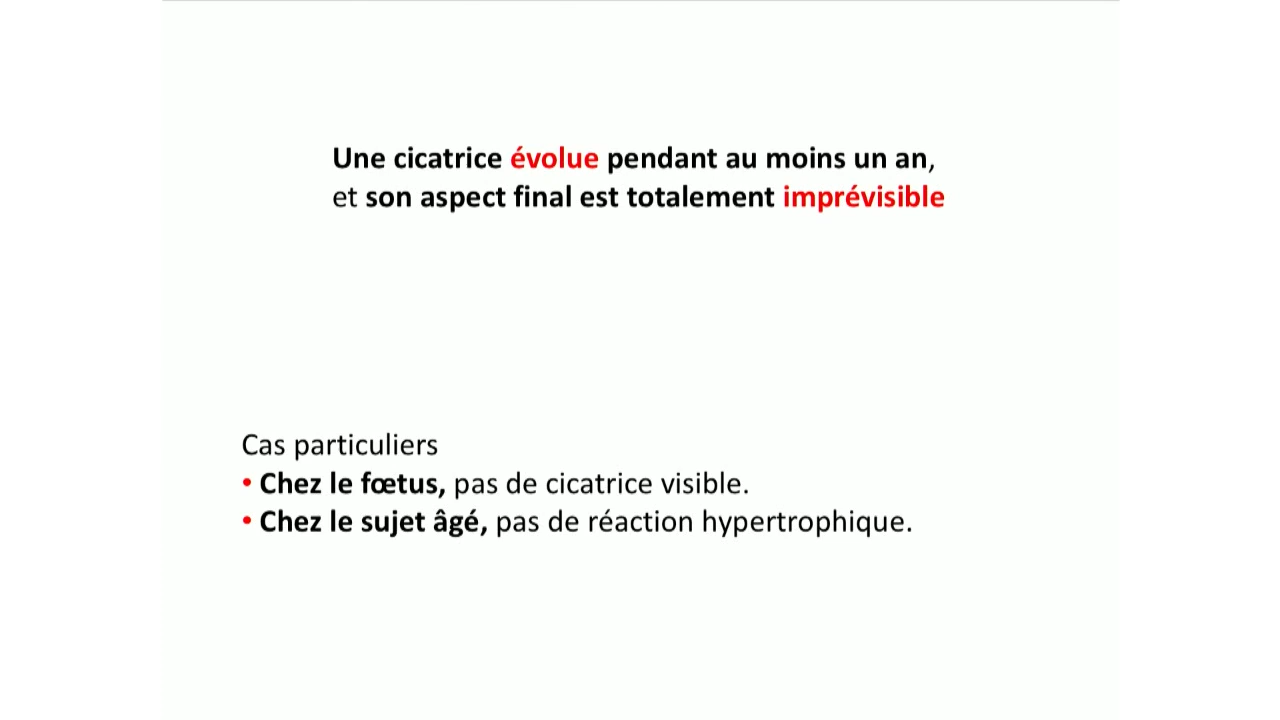 Une cicatrice évolue pendant au moins un an,
et son aspect final est totalement imprévisible
Cas particuliers
• Chez le fœtus, pas de cicatrice visible.
• Chez le sujet âgé, pas de réaction hypertrophique.